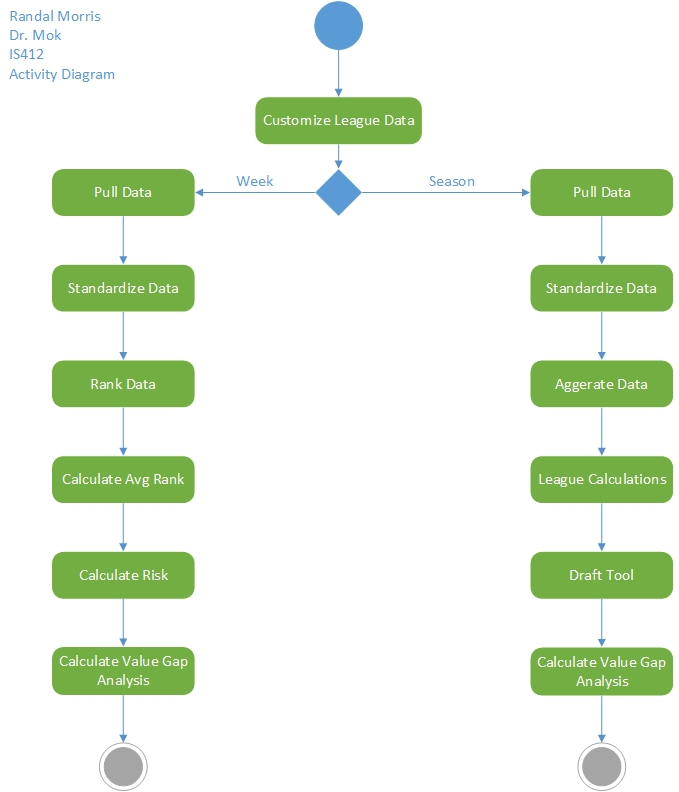 Randal Morris
Dr. Mok
IS412
Activity Diagram
Customize League Data
Week
Season
Pull Data
Pull Data
Standardize Data
Standardize Data
Rank Data
Aggerate Data
Calculate Avg Rank
League Calculations
Calculate Risk
Draft Tool
Calculate Value Gap
Analysis
Calculate Value Gap
Analysis